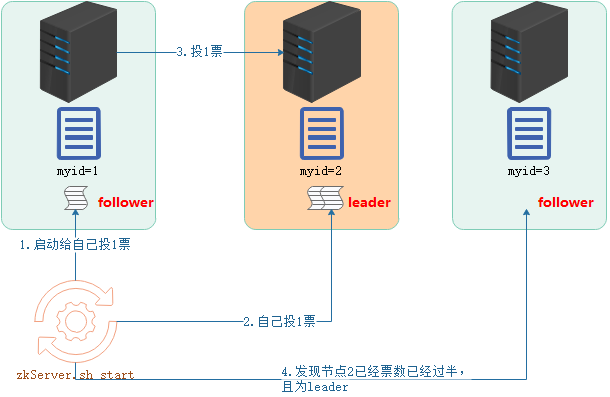 3.投1票
myid=1
myid=2
myid=3
follower
leader
follower
1.启动给自己投1票
2.自己投1票
zkServer.sh start
4.发现节点2已经票数已经过半，
且为leader